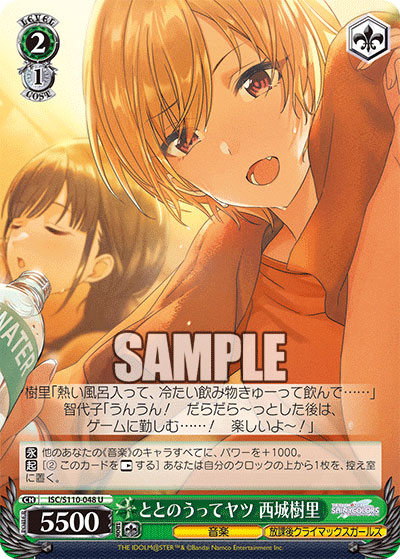 LEVEL
2
1
COST
WATER
SAMPLE
樹里「熱い風呂入って、冷たい飲み物きゅーって飲んで……」
智代子「うんうん! だらだら〜っとした後は、
ゲームに勤しむ……! 楽しいよ〜!」
永 他のあなたの《音楽》のキャラすべてに、パワーを+1000。
起 [(2) このカードを する] あなたは自分のクロックの上から1枚を、控室
に置く。
CH ISC/S110-048 U
5500
ととのうってヤツ 西城樹里
SHINYCOLORS
音楽 放課後クライマックスガールズ
THE IDOLM@STER™ & ©Bandai Namco Entertainment Inc.